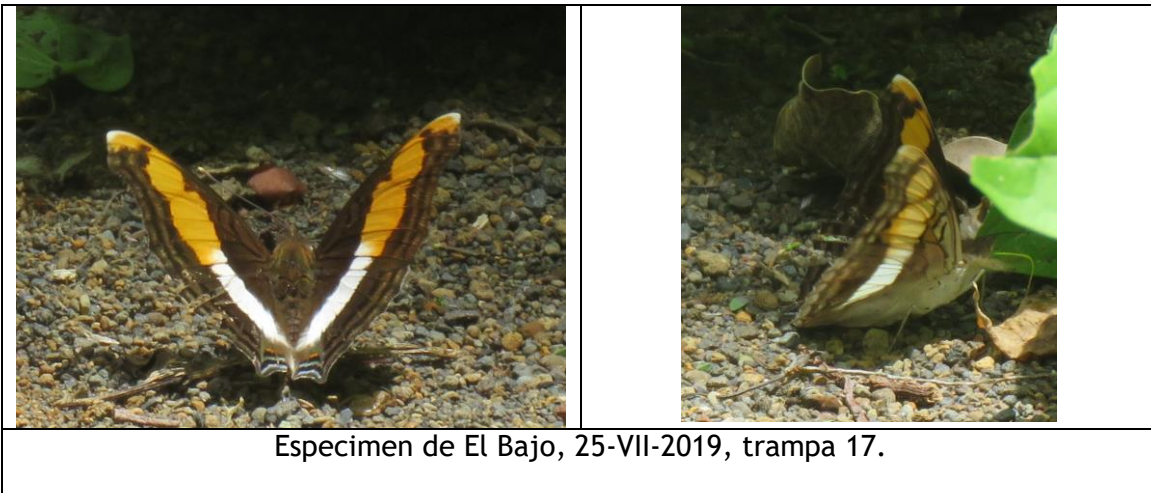 Especimen de El Bajo, 25-VII-2019, trampa 17.